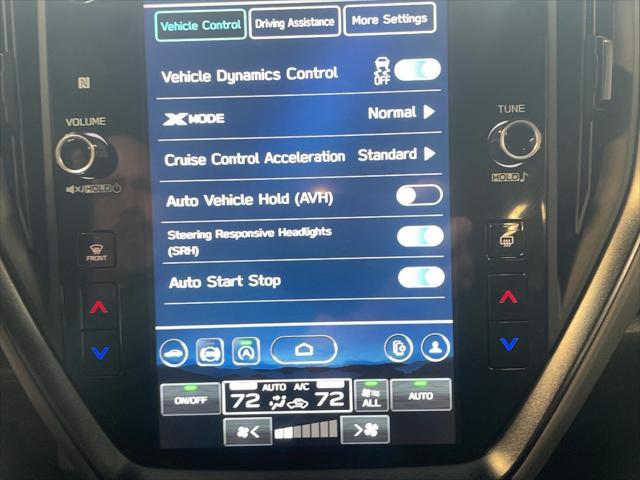 Vehicle Control Driving Assistance More Settings
Vehicle Dynamics Control OFF
VOLUME
TUNE
X MODE Normal
Cruise Control Acceleration Standard
HOLD
HOLD
Auto Vehicle Hold (AVH)
Steering Responsive Headlights
(SRH)
FRONT
Auto Start Stop
ON/OFF
AUTO A/C
72 72
ALL
AUTO